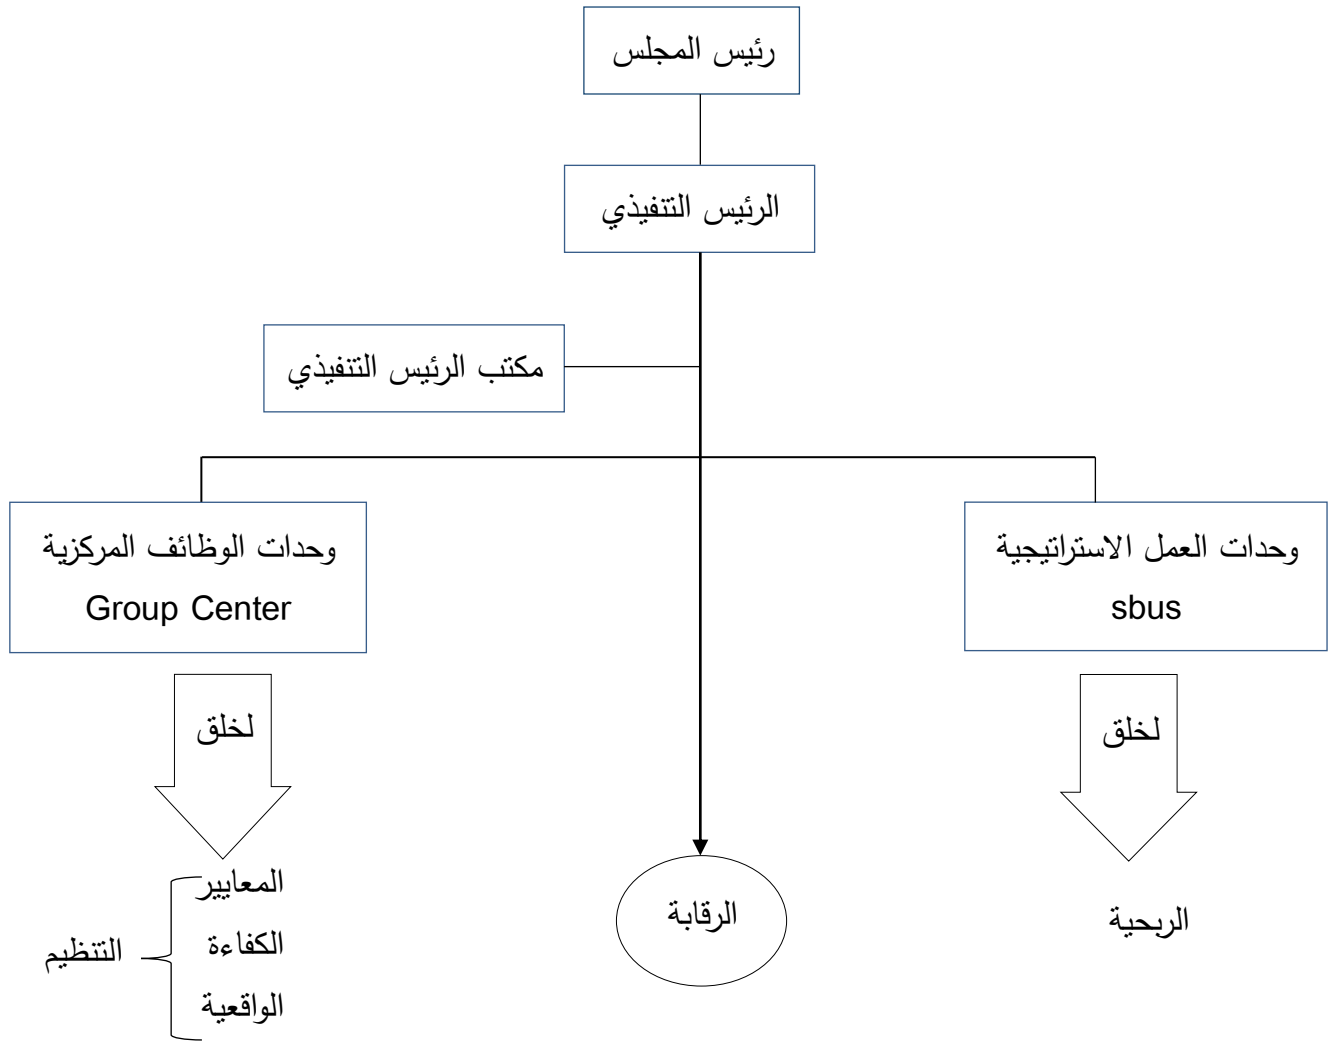 رئيس المجلس
الرئيس التنفيذي
مكتب الرئيس التنفيذي
وحدات العمل الاستراتيجية
sbus
وحدات الوظائف المركزية
Group Center
لخلق
لخلق
المعايير
الكفاءة
الواقعية
التنظيم
الرقابة
الربحية